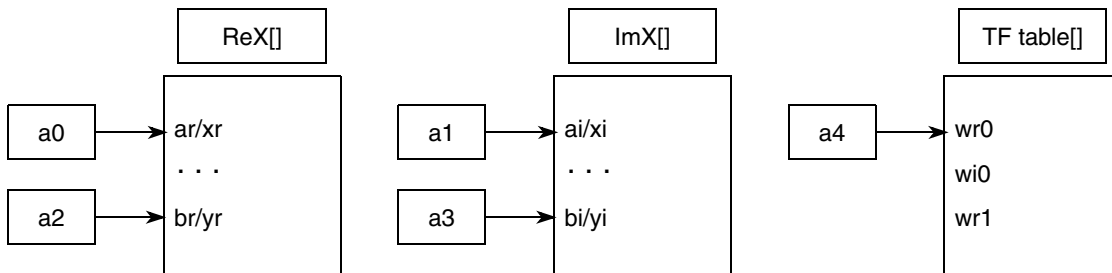 ReX[] ImX[] TF table[]
a0 ar/xr a1 ai/xi a4 wr0
. . . . . . wi0
a2 br/yr a3 bi/yi wr1